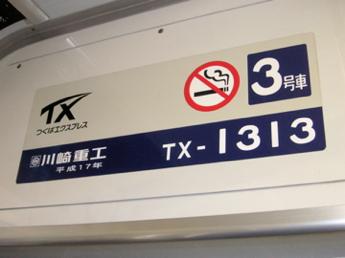 TX
つくばエクスプレス
3号車
川崎重工
平成17年
TX-1313